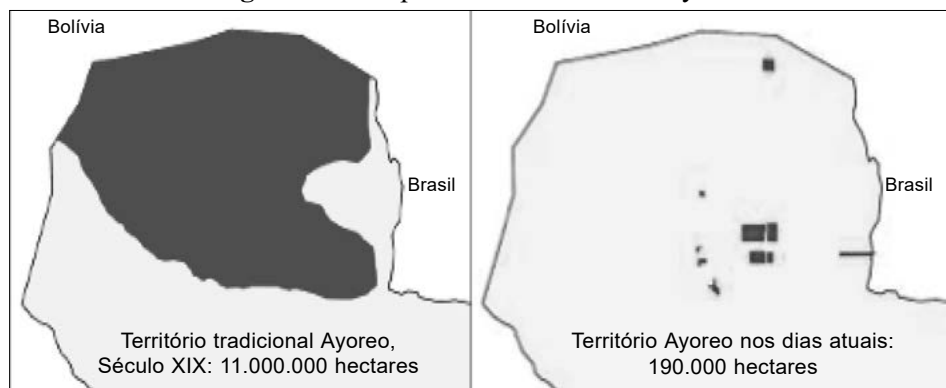 Bolívia
Brasil
Território tradicional Ayoreo,
Século XIX: 11.000.000 hectares
Bolívia
Brasil
Território Ayoreo nos dias atuais:
190.000 hectares